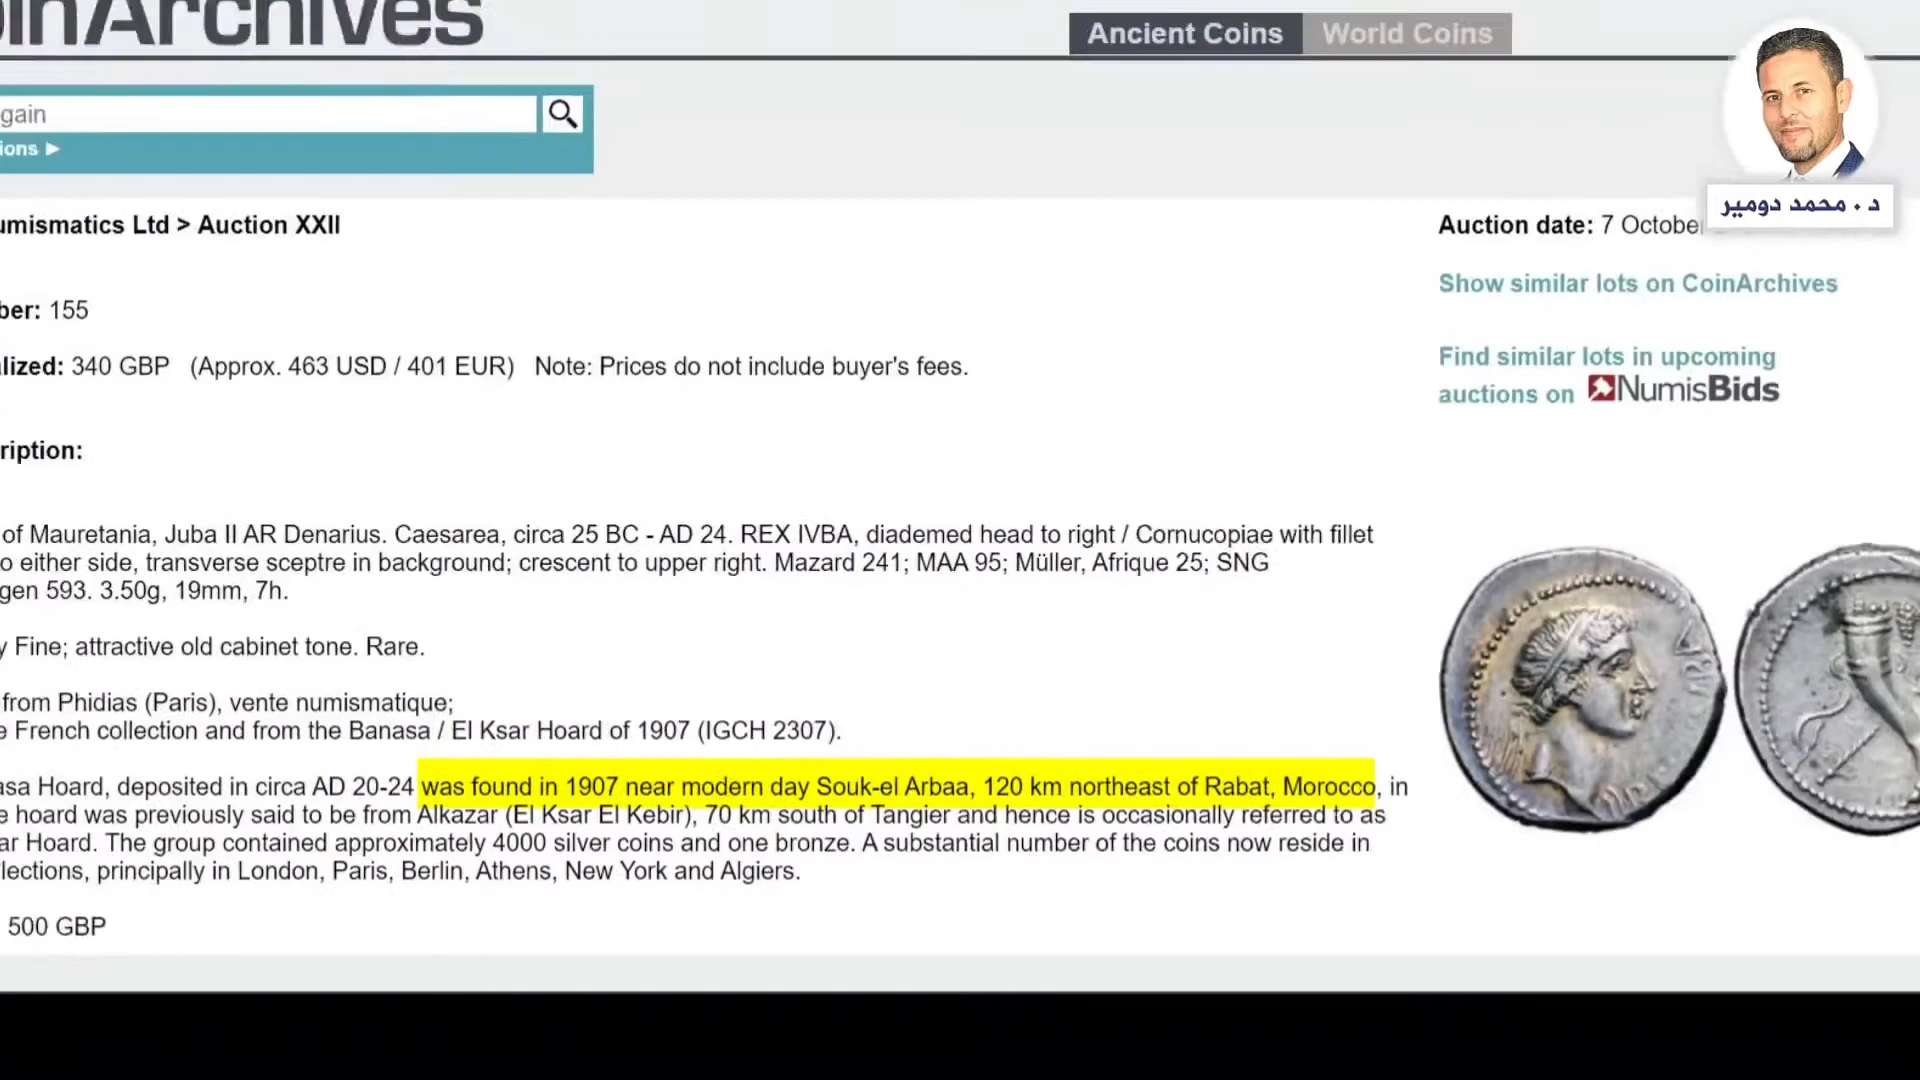 oinArchives
Ancient Coins
World Coins
gain
ions ►
د. محمد دومير
umismatics Ltd > Auction XXII
Auction date: 7 October
Show similar lots on CoinArchives
ber: 155
Find similar lots in upcoming
auctions on NumisBids
lized: 340 GBP (Approx. 463 USD / 401 EUR) Note: Prices do not include buyer's fees.
ription:
of Mauretania, Juba II AR Denarius. Caesarea, circa 25 BC - AD 24. REX IVBA, diademed head to right / Cornucopiae with fillet
o either side, transverse sceptre in background; crescent to upper right. Mazard 241; MAA 95; Müller, Afrique 25; SNG
gen 593. 3.50g, 19mm, 7h.
y Fine; attractive old cabinet tone. Rare.
from Phidias (Paris), vente numismatique;
e French collection and from the Banasa / El Ksar Hoard of 1907 (IGCH 2307).
asa Hoard, deposited in circa AD 20-24 was found in 1907 near modern day Souk-el Arbaa, 120 km northeast of Rabat, Morocco, in
e hoard was previously said to be from Alkazar (El Ksar El Kebir), 70 km south of Tangier and hence is occasionally referred to as
ar Hoard. The group contained approximately 4000 silver coins and one bronze. A substantial number of the coins now reside in
lections, principally in London, Paris, Berlin, Athens, New York and Algiers.
500 GBP